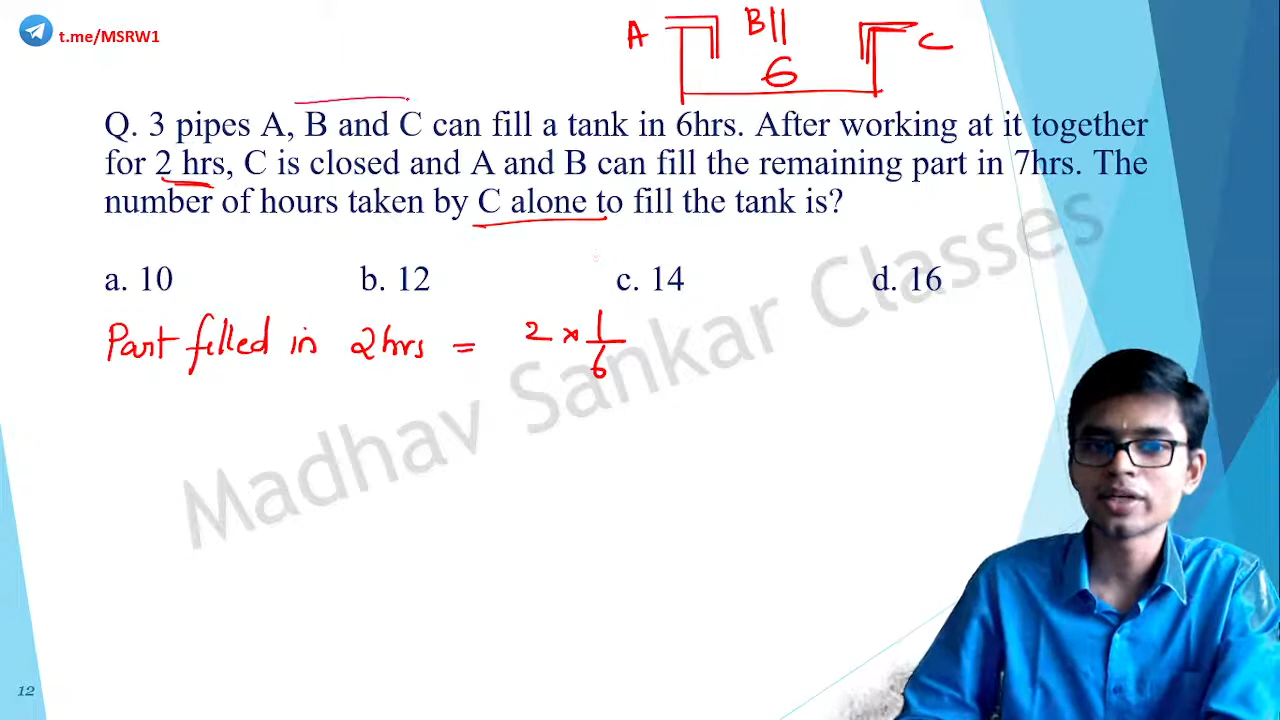 t.me/MSRW1
A B C
6
Q. 3 pipes A, B and C can fill a tank in 6hrs. After working at it together
for 2 hrs, C is closed and A and B can fill the remaining part in 7hrs. The
number of hours taken by C alone to fill the tank is?
a. 10 b. 12 c. 14 d. 16
Part filled in 2hrs = 2 × 1/6
Madhav Sankar Classes
12